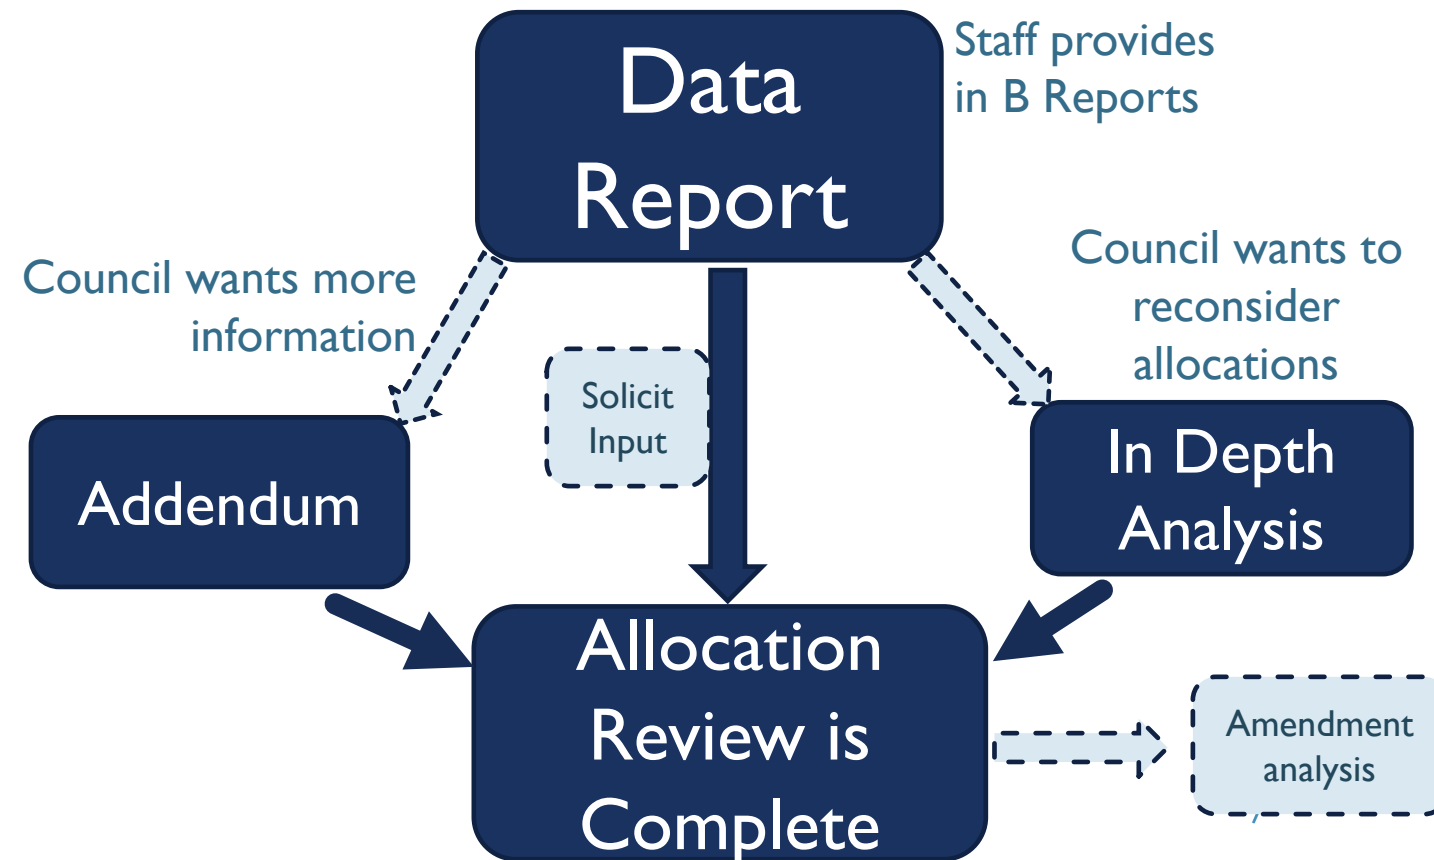 Data
Report
Staff provides
in B Reports
Council wants more
information
Council wants to
reconsider
allocations
Solicit
Input
Addendum
In Depth
Analysis
Allocation
Review is
Complete
Amendment
analysis